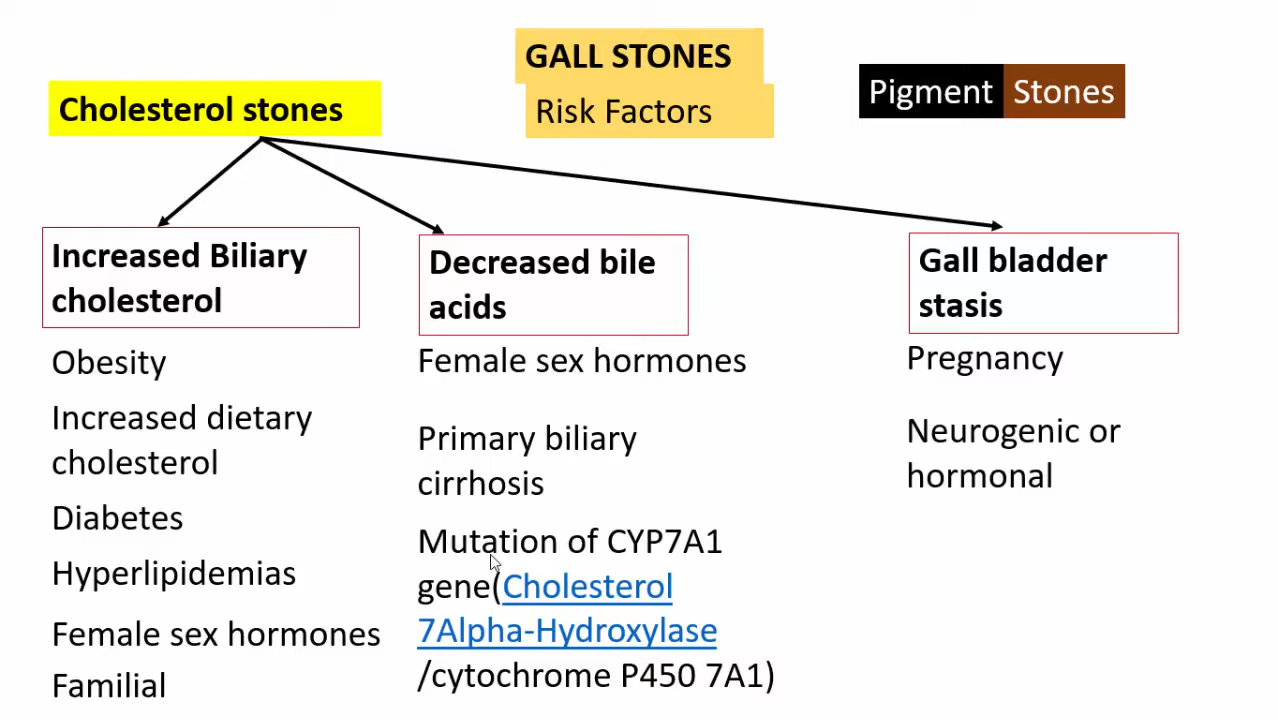 GALL STONES
Risk Factors
Cholesterol stones
Pigment Stones
Increased Biliary
cholesterol
Obesity
Increased dietary
cholesterol
Diabetes
Hyperlipidemias
Female sex hormones
Familial
Decreased bile
acids
Female sex hormones
Primary biliary
cirrhosis
Mutation of CYP7A1
gene(Cholesterol
7Alpha-Hydroxylase
/cytochrome P450 7A1)
Gall bladder
stasis
Pregnancy
Neurogenic or
hormonal